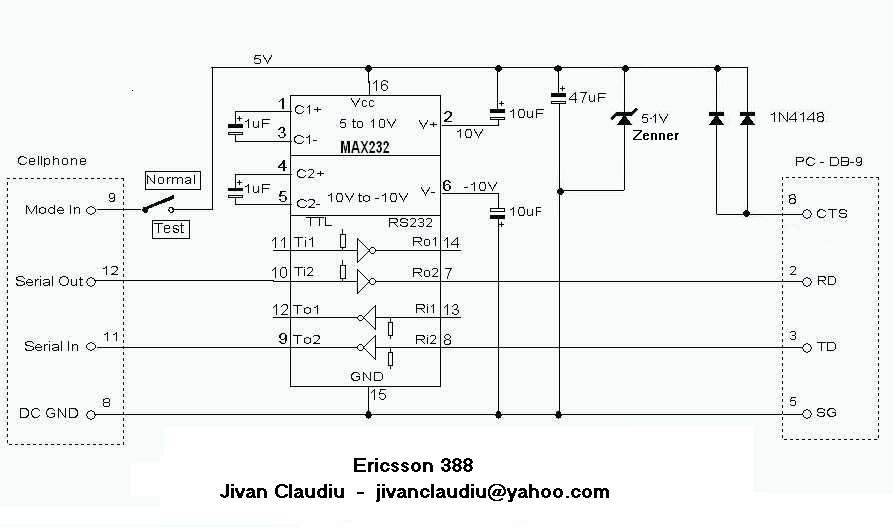 5V
16
Vcc
1
C1+
1uF
5 to 10V
2
V+
10V
10uF
47uF
5·1V
Zenner
1N4148
3
C1-
MAX232
Cellphone
PC - DB-9
4
C2+
Normal
1uF
6
V-
-10V
9
5
C2-
10V to -10V
8
Mode In
10uF
CTS
Test
TTL
RS232
11
Ti1
Ro1
14
12
10
Ti2
Ro2
7
2
Serial Out
RD
12
To1
Ri1
13
11
9
To2
Ri2
8
3
Serial In
TD
GND
15
8
5
DC GND
SG
Ericsson 388
Jivan Claudiu - jivanclaudiu@yahoo.com